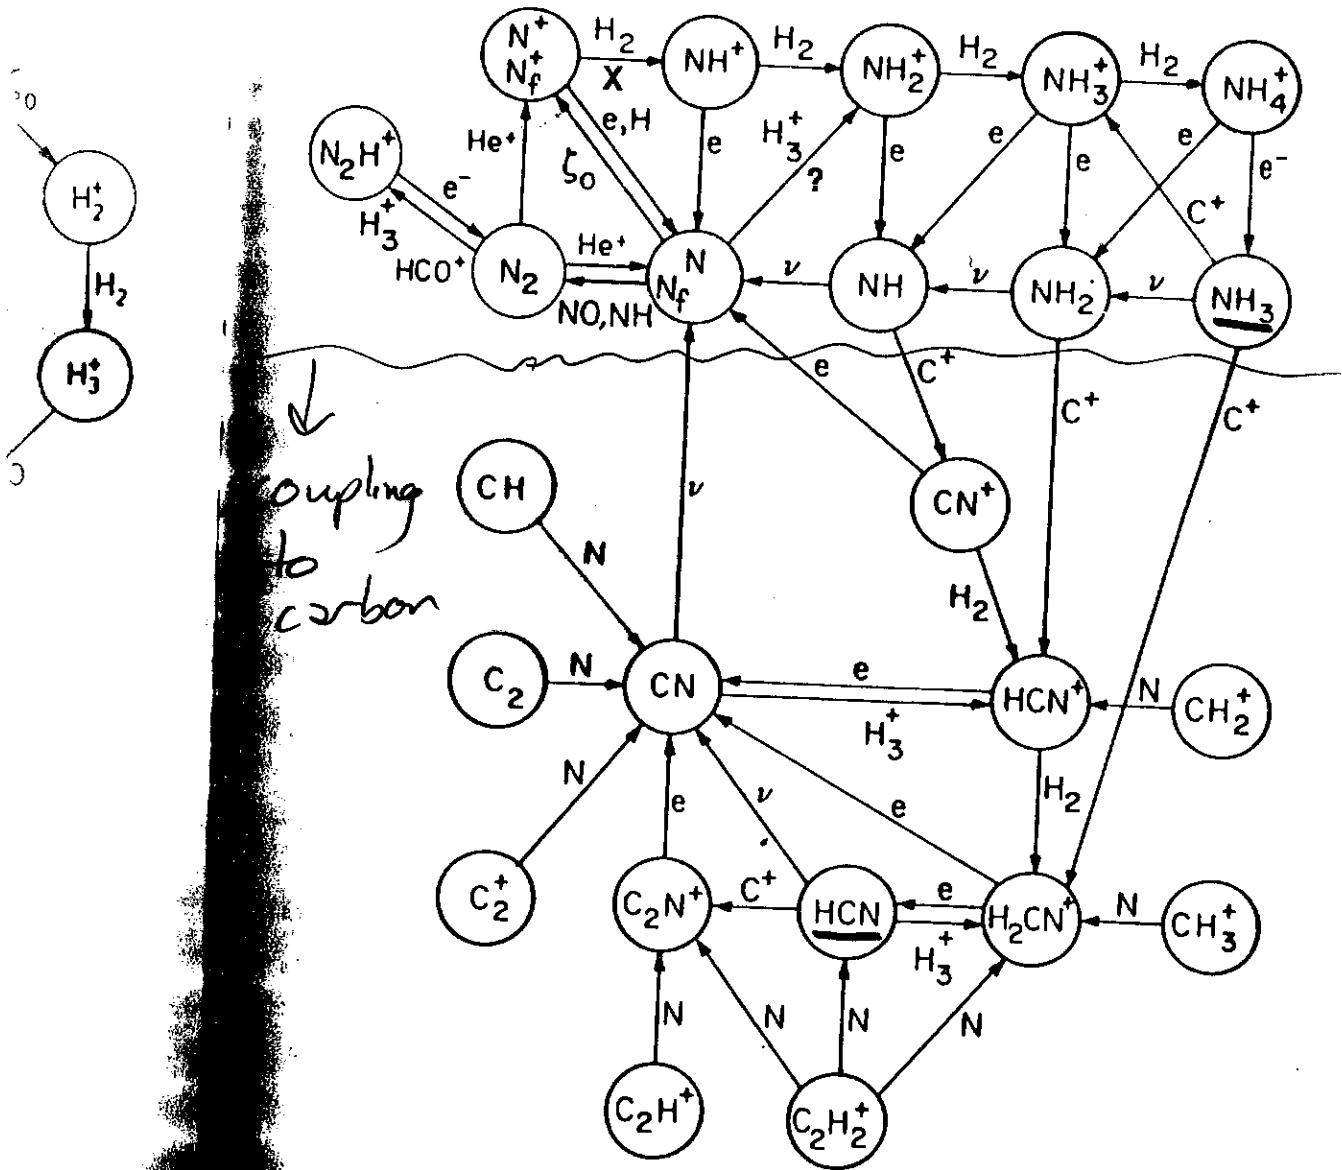 H₂⁺
H₂
H₃⁺
N⁺
N_f⁺
H₂
X
NH⁺
H₂
NH₂⁺
H₂
NH₃⁺
H₂
NH₄⁺
N₂H⁺
e⁻
H₃⁺
HCO⁺
He⁺
e,H
ζ₀
e
H₃⁺
?
e
e
e
e
e⁻
C⁺
N₂
He⁺
NO,NH
N
N_f
ν
NH
ν
NH₂
ν
NH₃
e
C⁺
C⁺
C⁺
oupling
to
carbon
CH
N
ν
CN⁺
H₂
C₂
N
CN
e
H₃⁺
HCN⁺
N
CH₂⁺
N
e
ν
e
H₂
C₂⁺
C₂N⁺
C⁺
HCN
e
H₃⁺
H₂CN⁺
N
CH₃⁺
N
N
N
N
C₂H⁺
C₂H₂⁺